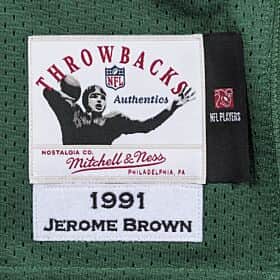 THROWBACKS
NFL
Authentics
NFL PLAYERS
NOSTALGIA CO.
Mitchell & Ness
PHILADELPHIA, PA
1991
JEROME BROWN